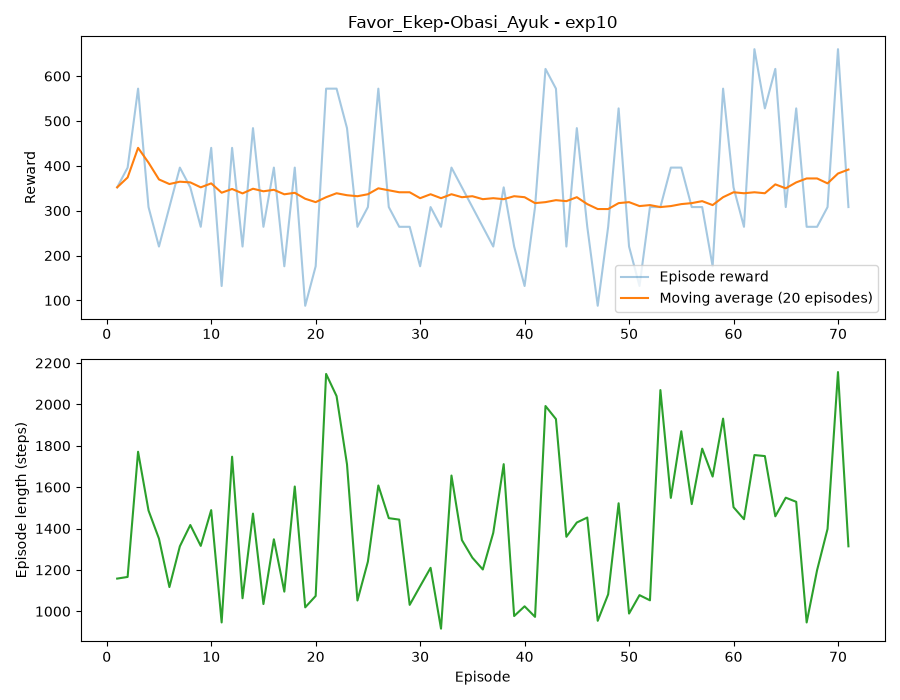 Favor_Ekep-Obasi_Ayuk - exp10
600
500
400
300
200
100
Reward
Episode reward
Moving average (20 episodes)
0 10 20 30 40 50 60 70
2200
2000
1800
1600
1400
1200
1000
Episode length (steps)
0 10 20 30 40 50 60 70
Episode